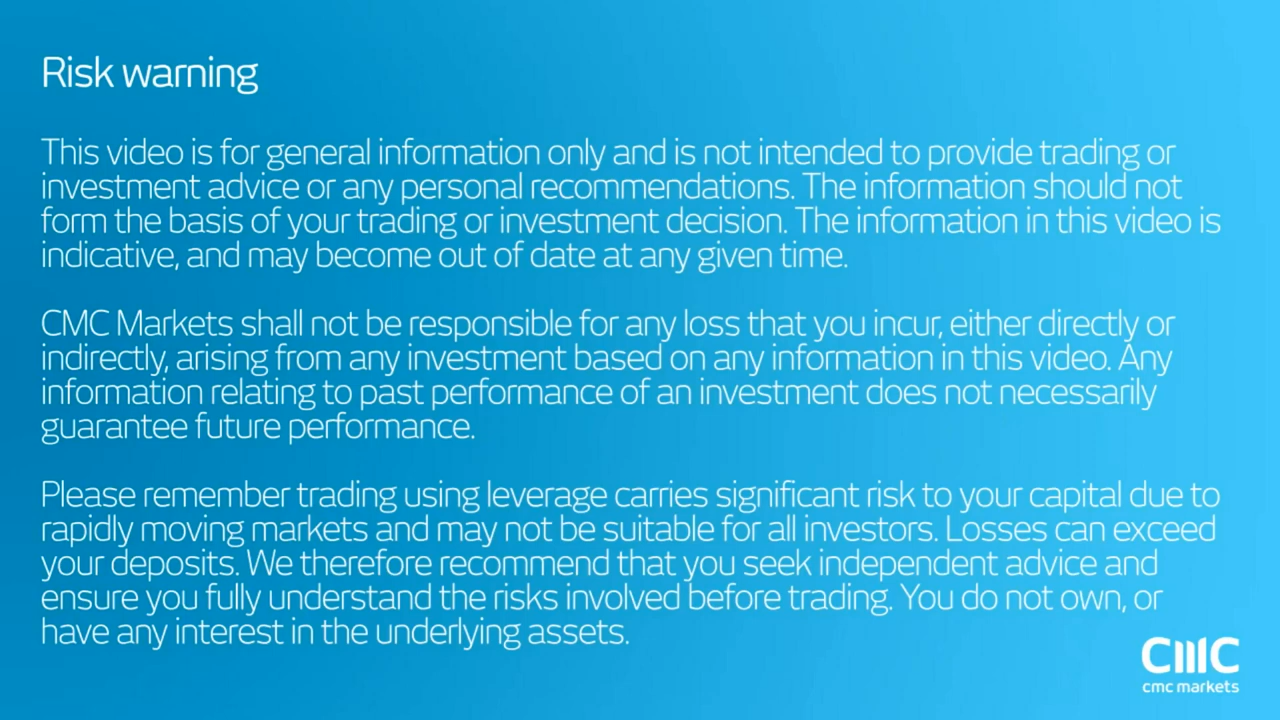 Risk warning
This video is for general information only and is not intended to provide trading or
investment advice or any personal recommendations. The information should not
form the basis of your trading or investment decision. The information in this video is
indicative, and may become out of date at any given time.
CMC Markets shall not be responsible for any loss that you incur, either directly or
indirectly, arising from any investment based on any information in this video. Any
information relating to past performance of an investment does not necessarily
guarantee future performance.
Please remember trading using leverage carries significant risk to your capital due to
rapidly moving markets and may not be suitable for all investors. Losses can exceed
your deposits. We therefore recommend that you seek independent advice and
ensure you fully understand the risks involved before trading. You do not own, or
have any interest in the underlying assets.
CMC
cmc markets